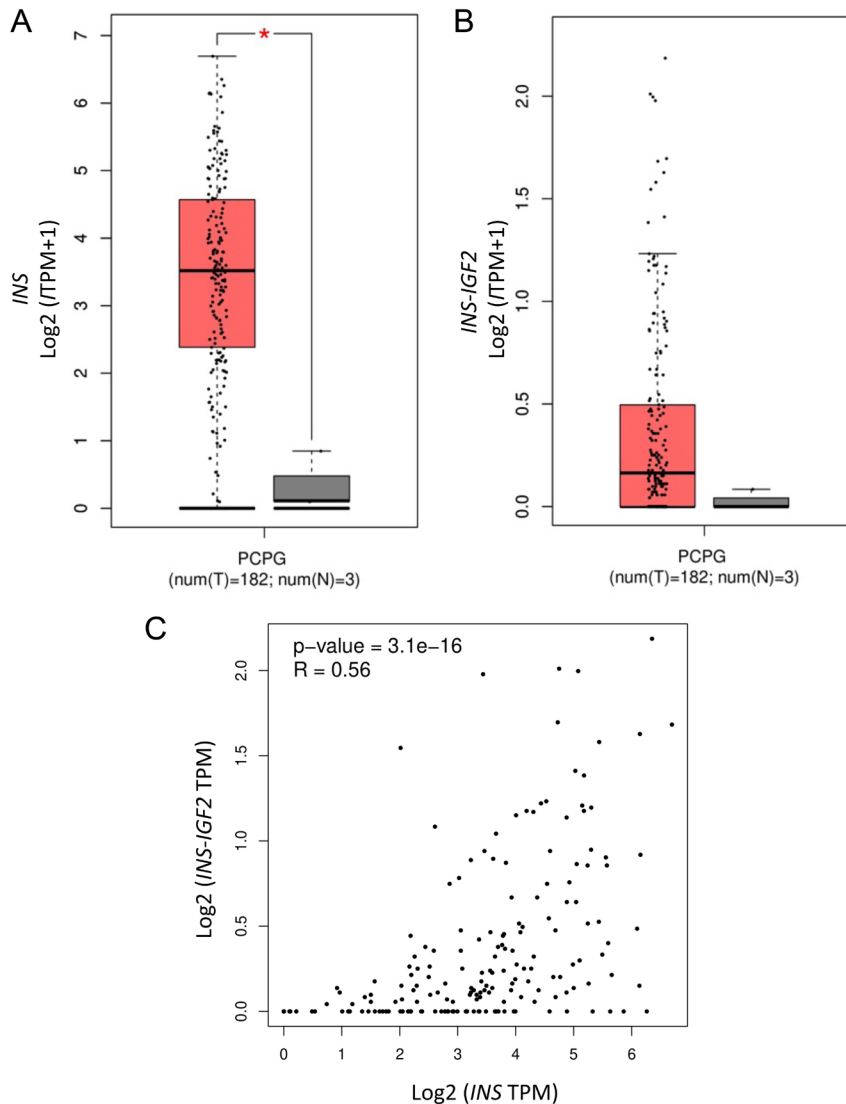 A
7
6
5
4
3
2
1
0
INS
Log2 (/TPM+1)
*
PCPG
(num(T)=182; num(N)=3)
B
2.0
1.5
1.0
0.5
0.0
INS-IGF2
Log2 (/TPM+1)
PCPG
(num(T)=182; num(N)=3)
C
p−value = 3.1e−16
R = 0.56
2.0
1.5
1.0
0.5
0.0
Log2 (INS-IGF2 TPM)
0 1 2 3 4 5 6
Log2 (INS TPM)